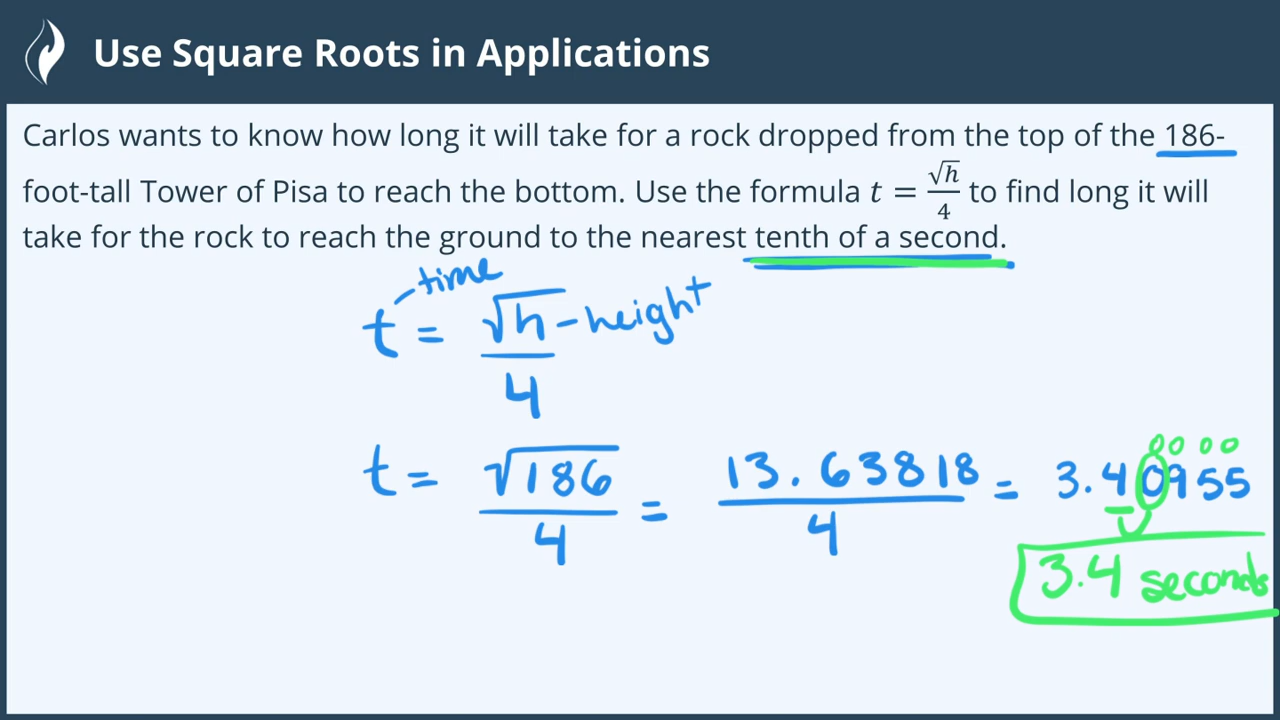 Use Square Roots in Applications
Carlos wants to know how long it will take for a rock dropped from the top of the 186-
foot-tall Tower of Pisa to reach the bottom. Use the formula t = √h/4 to find long it will
take for the rock to reach the ground to the nearest tenth of a second.
time
t = √h/4 - height
t = √186/4 = 13.63818/4 = 3.40955
0000
3.4 seconds